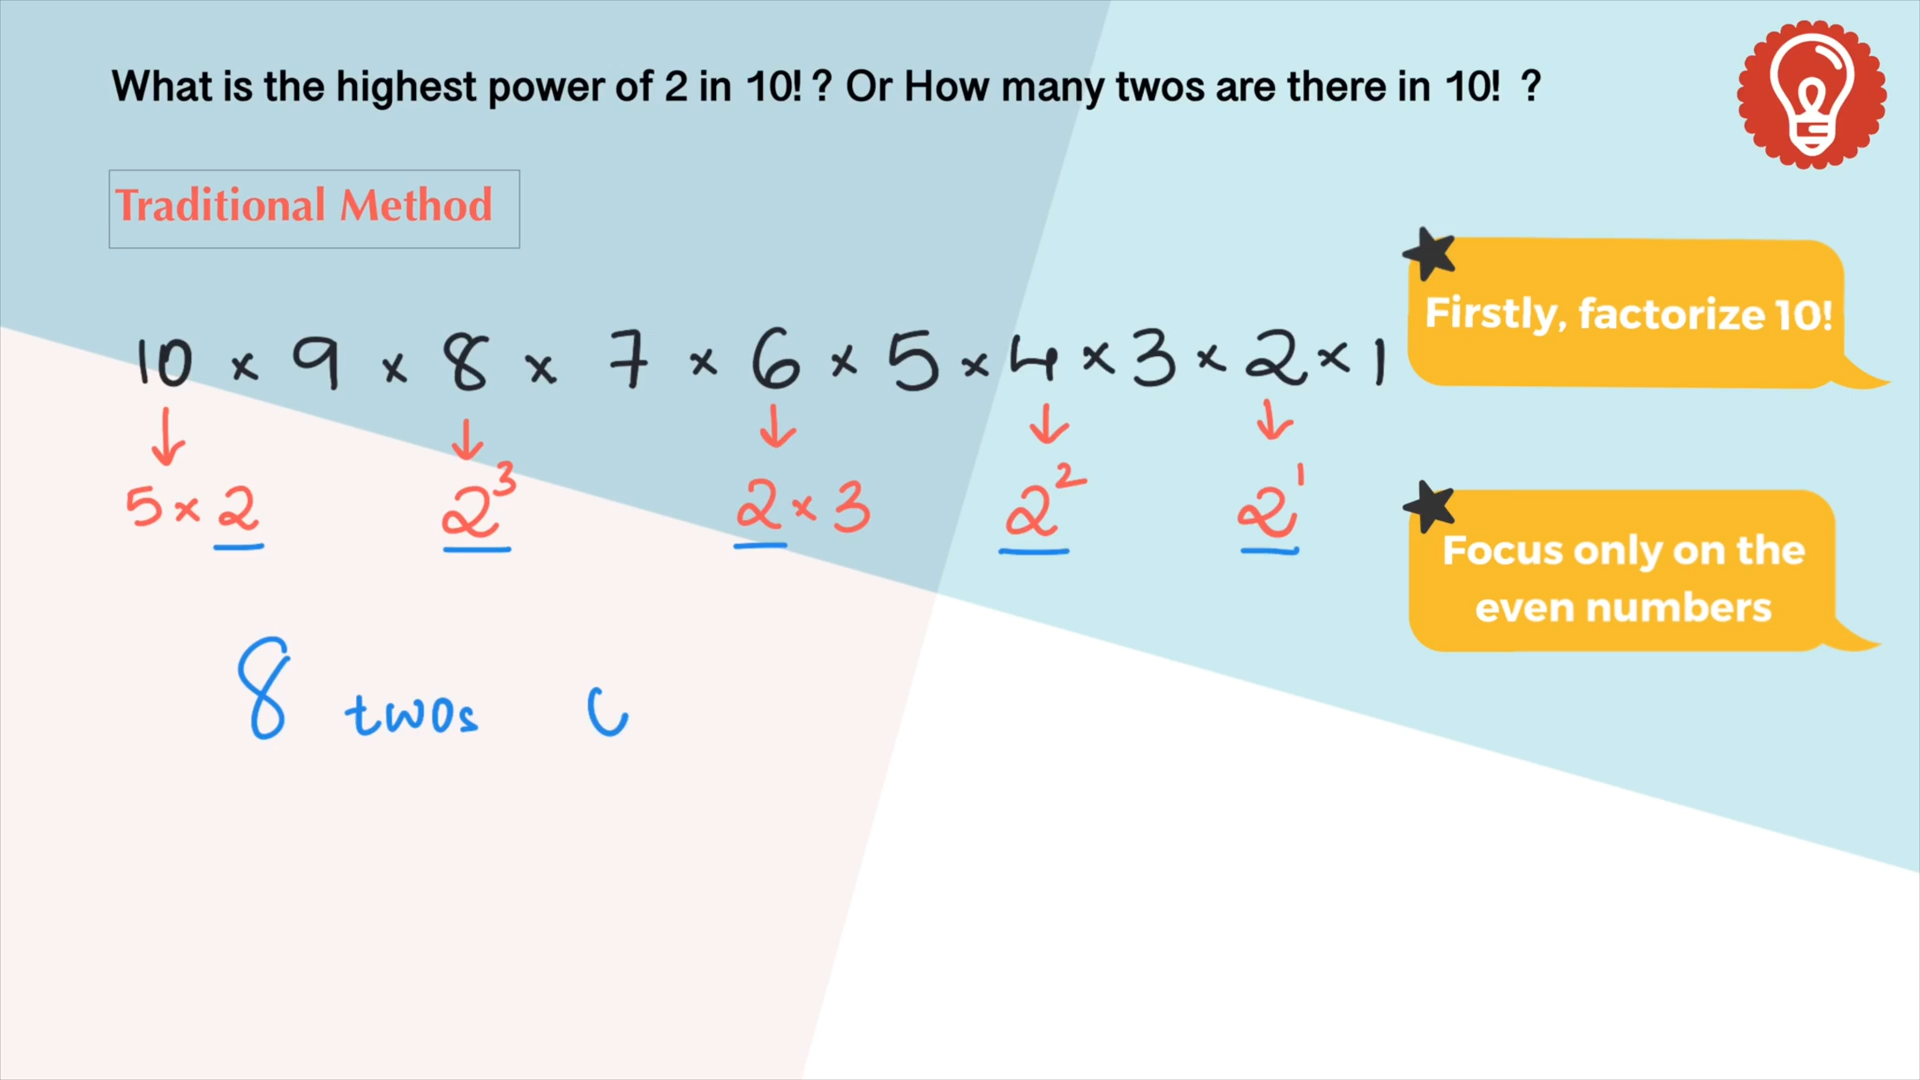 What is the highest power of 2 in 10! ? Or How many twos are there in 10! ?
Traditional Method
Firstly, factorize 10!
10 × 9 × 8 × 7 × 6 × 5 × 4 × 3 × 2 × 1
5 × 2 2³ 2 × 3 2² 2¹
Focus only on the
even numbers
8 twos